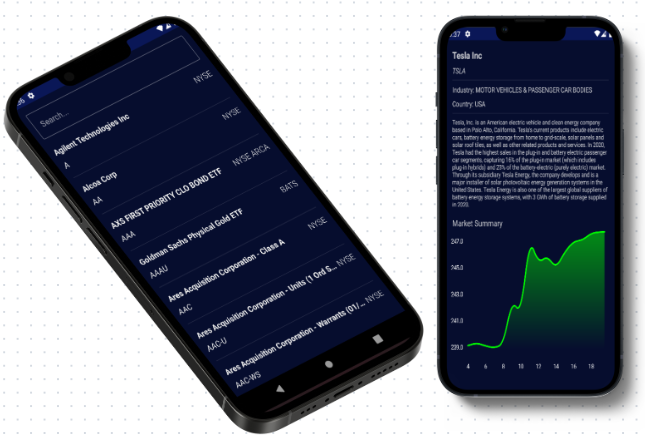 Search...
Agilent Technologies Inc
NYSE
A
Alcoa Corp
NYSE
AA
AXS FIRST PRIORITY CLO BOND ETF
NYSE ARCA
AAA
Goldman Sachs Physical Gold ETF
BATS
AAAU
Ares Acquisition Corporation - Class A
NYSE
AAC
Ares Acquisition Corporation - Units (1 Ord S... NYSE
AAC-U
Ares Acquisition Corporation - Warrants (01/... NYSE
AAC-WS
:37
Tesla Inc
TSLA
Industry: MOTOR VEHICLES & PASSENGER CAR BODIES
Country: USA
Tesla, Inc. is an American electric vehicle and clean energy company
based in Palo Alto, California. Tesla's current products include electric
cars, battery energy storage from home to grid-scale, solar panels and
solar roof tiles, as well as other related products and services. In 2020,
Tesla had the highest sales in the plug-in and battery electric passenger
car segments, capturing 16% of the plug-in market (which includes
plug-in hybrids) and 23% of the battery-electric (purely electric) market.
Through its subsidiary Tesla Energy, the company develops and is a
major installer of solar photovoltaic energy generation systems in the
United States. Tesla Energy is also one of the largest global suppliers of
battery energy storage systems, with 3 GWh of battery storage supplied
in 2020.
Market Summary
247.0
245.0
243.0
241.0
239.0
4 6 8 10 12 14 16 18